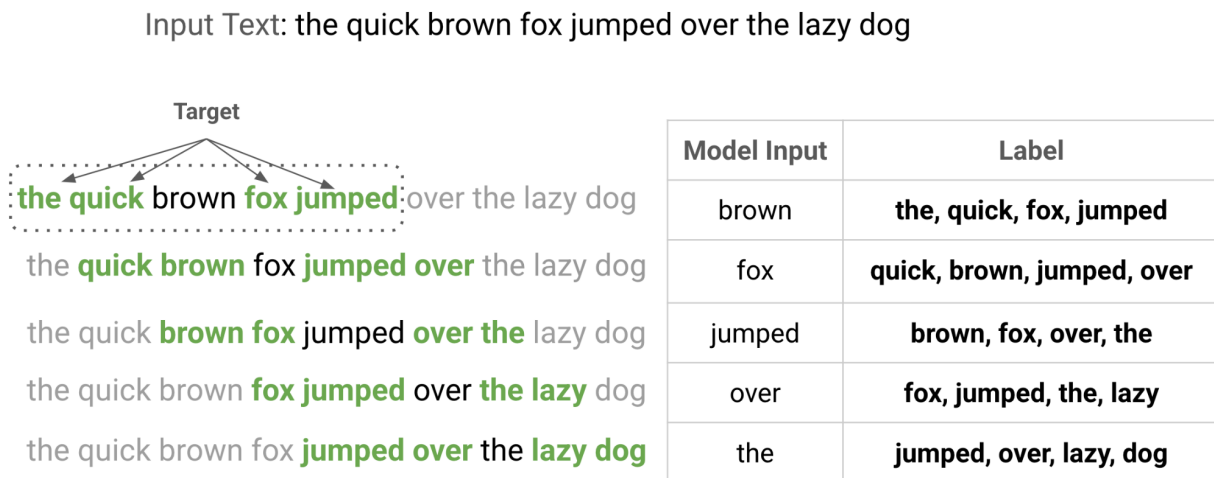 Input Text: the quick brown fox jumped over the lazy dog
Target
the quick brown fox jumped over the lazy dog
the quick brown fox jumped over the lazy dog
the quick brown fox jumped over the lazy dog
the quick brown fox jumped over the lazy dog
the quick brown fox jumped over the lazy dog
Model Input Label
brown the, quick, fox, jumped
fox quick, brown, jumped, over
jumped brown, fox, over, the
over fox, jumped, the, lazy
the jumped, over, lazy, dog